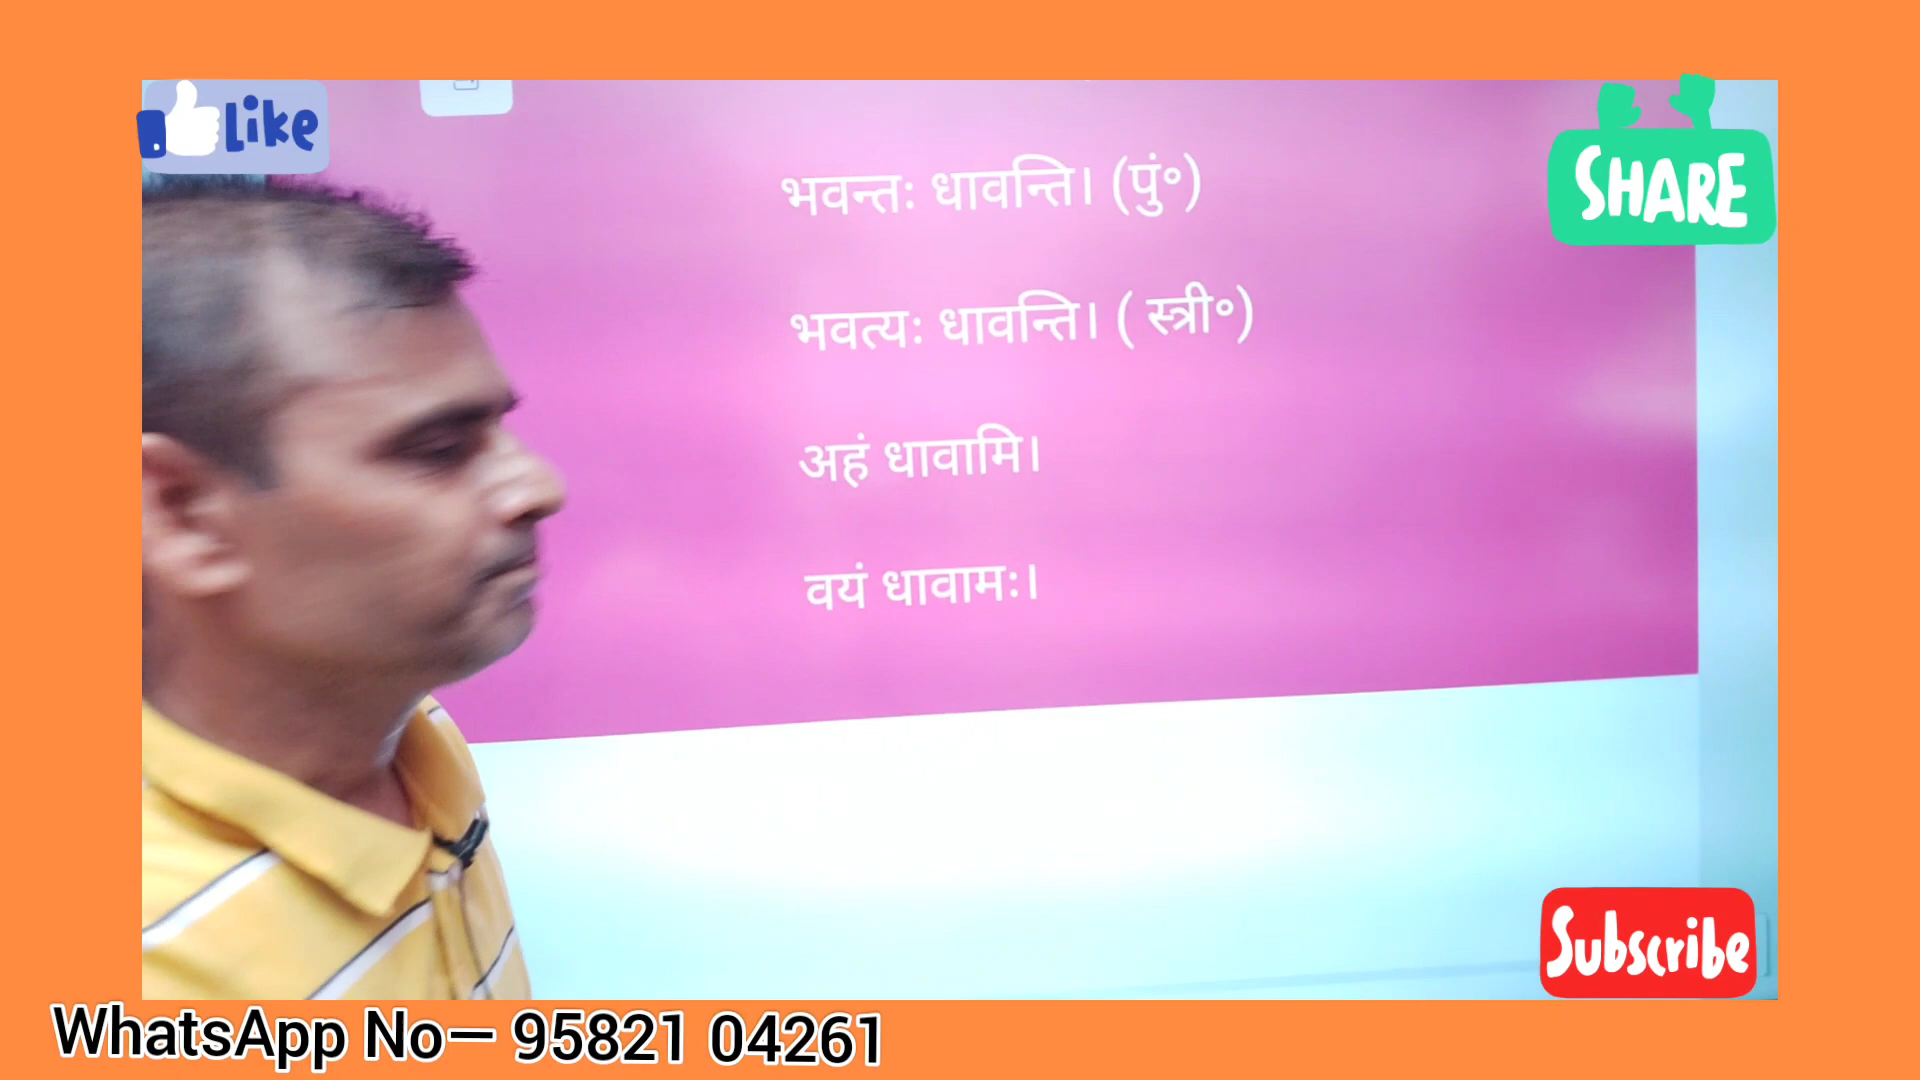 Like
SHARE
भवन्तः धावन्ति। (पुं॰)
भवत्यः धावन्ति। ( स्त्री॰)
अहं धावामि।
वयं धावामः।
Subscribe
WhatsApp No— 95821 04261